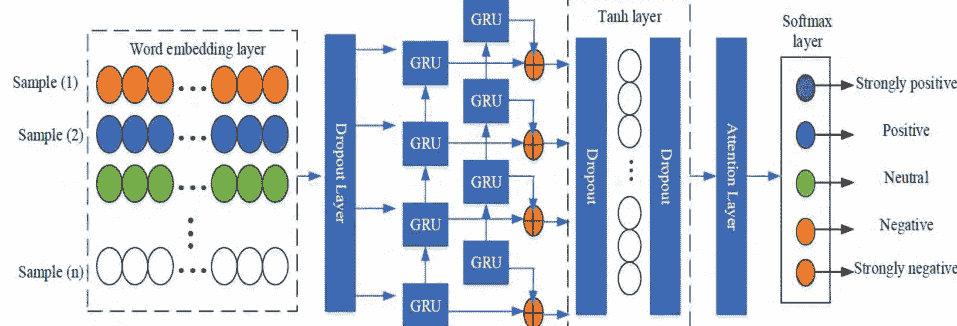 Word embedding layer
Sample (1)
Sample (2)
Sample (n)
Dropout Layer
GRU
GRU
GRU
GRU
GRU
GRU
GRU
GRU
Tanh layer
Dropout
Dropout
Attention Layer
Softmax
layer
Strongly positive
Positive
Neutral
Negative
Strongly negative